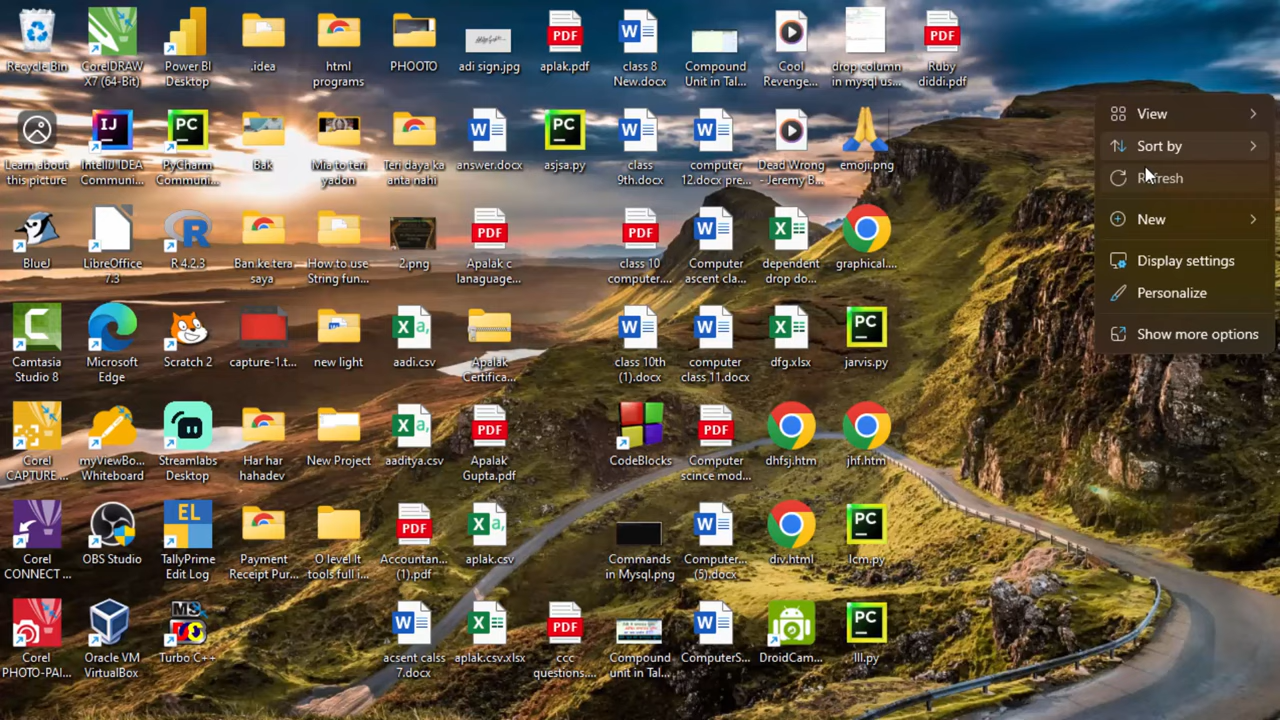 Recycle Bin
CorelDRAW
X7 (64-Bit)
Power BI
Desktop
.idea
html
programs
PHOOTO
adi sign.jpg
aplak.pdf
class 8
New.docx
Compound
Unit in Tal...
Cool
Revenge...
drop colum...
in mysql us...
Ruby
diddi.pdf
Learn about
this picture
IntelliJ IDEA
Communi...
PyCharm
Communi...
Bak
Mia to teri
yadon
Teri daya ka
anta nahi
answer.docx
asjsa.py
class
9th.docx
computer
12.docx pre...
Dead Wrong
- Jeremy B...
emoji.png
BlueJ
LibreOffice
7.3
R 4.2.3
Ban ke tera
saya
How to use
String fun...
2.png
Apalak c
lanaguage...
class 10
computer....
Computer
ascent cla...
dependent
drop do...
graphical....
Camtasia
Studio 8
Microsoft
Edge
Scratch 2
capture-1.t...
new light
aadi.csv
Apalak
Certifica...
class 10th
(1).docx
computer
class 11.docx
dfg.xlsx
jarvis.py
Corel
CAPTURE ...
myViewBo...
Whiteboard
Streamlabs
Desktop
Har har
hahadev
New Project
aaditya.csv
Apalak
Gupta.pdf
CodeBlocks
Computer
scince mod...
dhfsj.htm
jhf.htm
Corel
CONNECT ...
OBS Studio
TallyPrime
Edit Log
Payment
Receipt Pur...
O level It
tools full i...
Accountan...
(1).pdf
aplak.csv
Commands
in Mysql.png
Computer...
(5).docx
div.html
lcm.py
Corel
PHOTO-PAI...
Oracle VM
VirtualBox
Turbo C++
acsent calss
7.docx
aplak.csv.xlsx
ccc
questions....
Compound
unit in Tal...
ComputerS...
DroidCam...
lll.py
View
Sort by
Refresh
New
Display settings
Personalize
Show more options